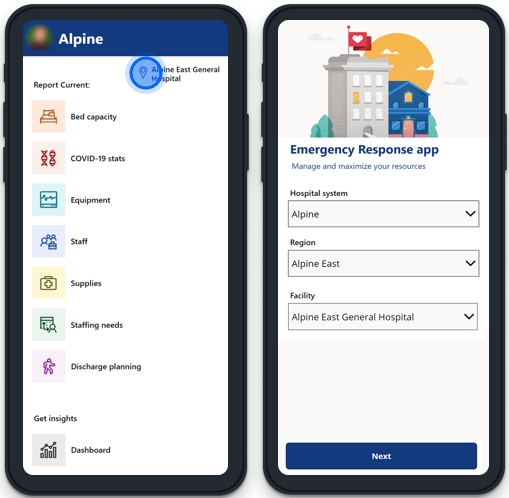 Alpine
Alpine East General
Hospital
Report Current:
Bed capacity
COVID-19 stats
Equipment
Staff
Supplies
Staffing needs
Discharge planning
Get insights
Dashboard
Emergency Response app
Manage and maximize your resources
Hospital system
Alpine
Region
Alpine East
Facility
Alpine East General Hospital
Next